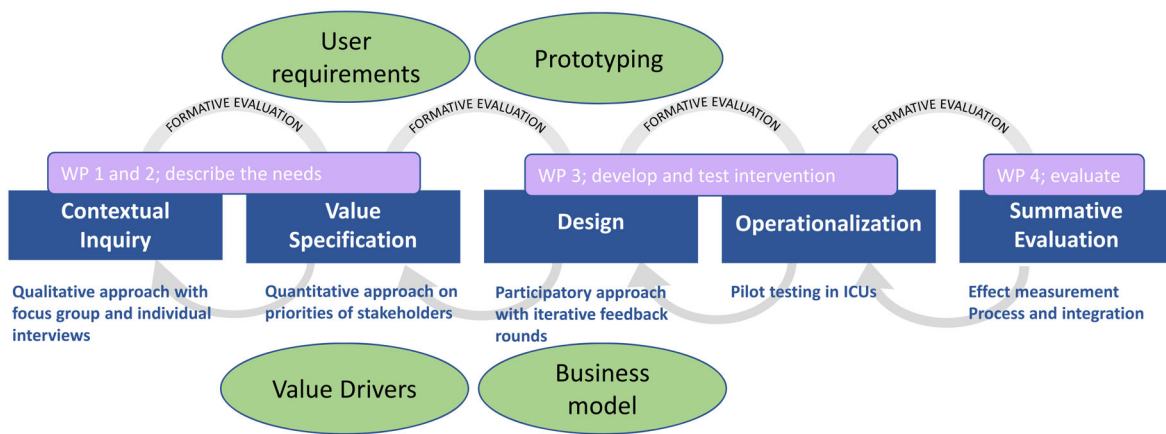 User
requirements
Prototyping
FORMATIVE EVALUATION
FORMATIVE EVALUATION
FORMATIVE EVALUATION
FORMATIVE EVALUATION
WP 1 and 2; describe the needs
WP 3; develop and test intervention
WP 4; evaluate
Contextual
Inquiry
Value
Specification
Design
Operationalization
Summative
Evaluation
Qualitative approach with
focus group and individual
interviews
Quantitative approach on
priorities of stakeholders
Participatory approach
with iterative feedback
rounds
Pilot testing in ICUs
Effect measurement
Process and integration
Value Drivers
Business
model